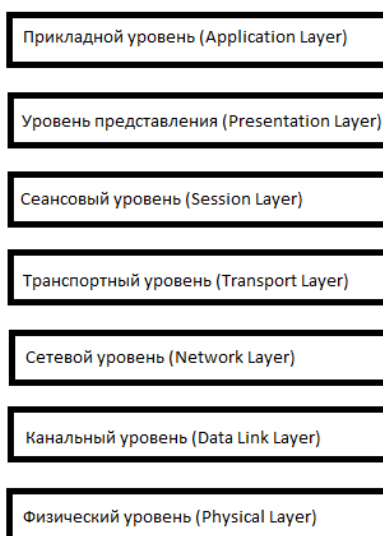 Прикладной уровень (Application Layer)
Уровень представления (Presentation Layer)
Сеансовый уровень (Session Layer)
Транспортный уровень (Transport Layer)
Сетевой уровень (Network Layer)
Канальный уровень (Data Link Layer)
Физический уровень (Physical Layer)